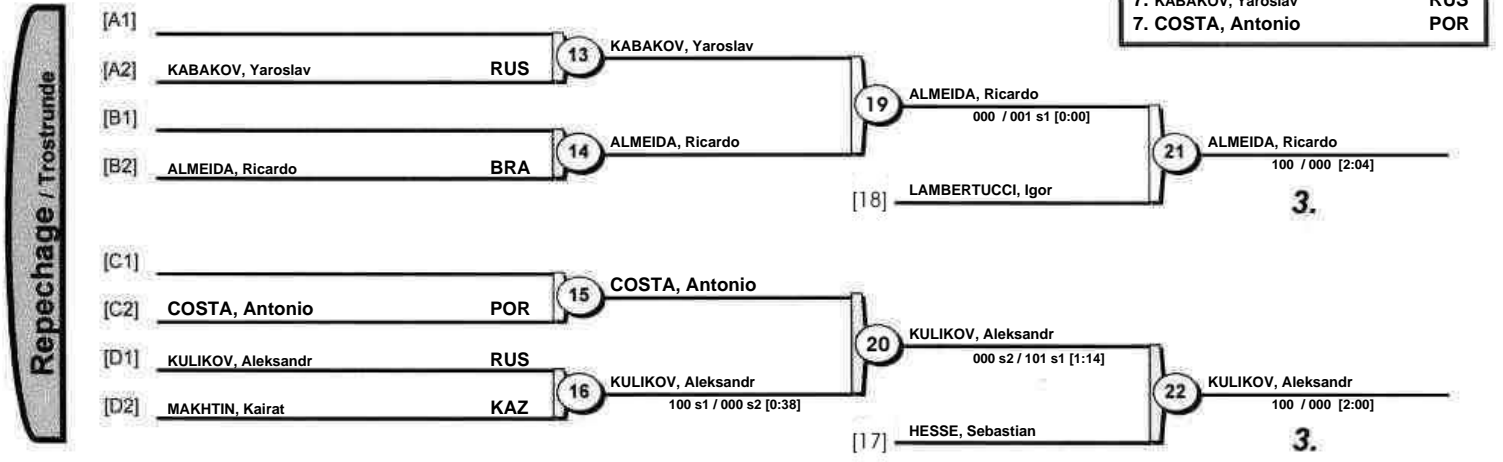 7. KABAKOV, Yaroslav RUS
7. COSTA, Antonio POR
Repechage / Trostrunde
[A1]
[A2] KABAKOV, Yaroslav RUS
13
KABAKOV, Yaroslav
[B1]
[B2] ALMEIDA, Ricardo BRA
14
ALMEIDA, Ricardo
19
ALMEIDA, Ricardo
000 / 001 s1 [0:00]
[18] LAMBERTUCCI, Igor
21
ALMEIDA, Ricardo
100 / 000 [2:04]
3.
[C1]
[C2] COSTA, Antonio POR
15
COSTA, Antonio
[D1] KULIKOV, Aleksandr RUS
[D2] MAKHTIN, Kairat KAZ
16
KULIKOV, Aleksandr
100 s1 / 000 s2 [0:38]
20
KULIKOV, Aleksandr
000 s2 / 101 s1 [1:14]
[17] HESSE, Sebastian
22
KULIKOV, Aleksandr
100 / 000 [2:00]
3.